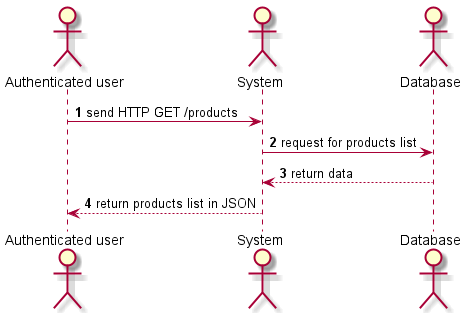 Authenticated user
System
Database
1 send HTTP GET /products
2 request for products list
3 return data
4 return products list in JSON
Authenticated user
System
Database